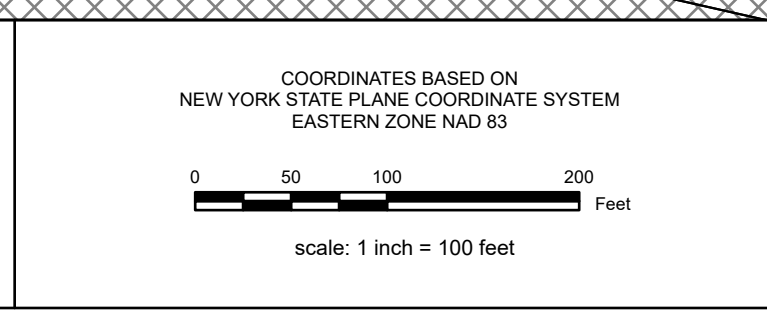 COORDINATES BASED ON
NEW YORK STATE PLANE COORDINATE SYSTEM
EASTERN ZONE NAD 83
0 50 100 200
Feet
scale: 1 inch = 100 feet